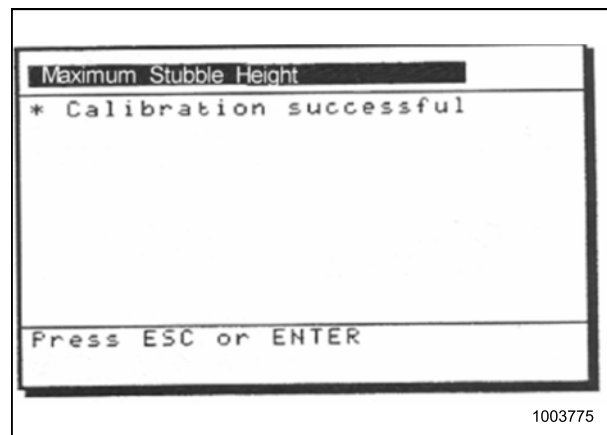 Maximum Stubble Height
* Calibration successful
Press ESC or ENTER
1003775